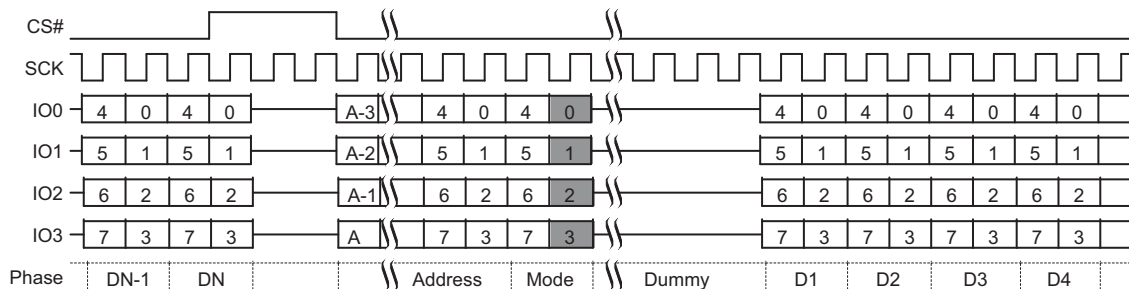 CS#
SCK
IO0 4 0 4 0 A-3 4 0 4 0 4 0 4 0 4 0 4 0
IO1 5 1 5 1 A-2 5 1 5 1 5 1 5 1 5 1 5 1
IO2 6 2 6 2 A-1 6 2 6 2 6 2 6 2 6 2 6 2
IO3 7 3 7 3 A 7 3 7 3 7 3 7 3 7 3 7 3
Phase DN-1 DN Address Mode Dummy D1 D2 D3 D4